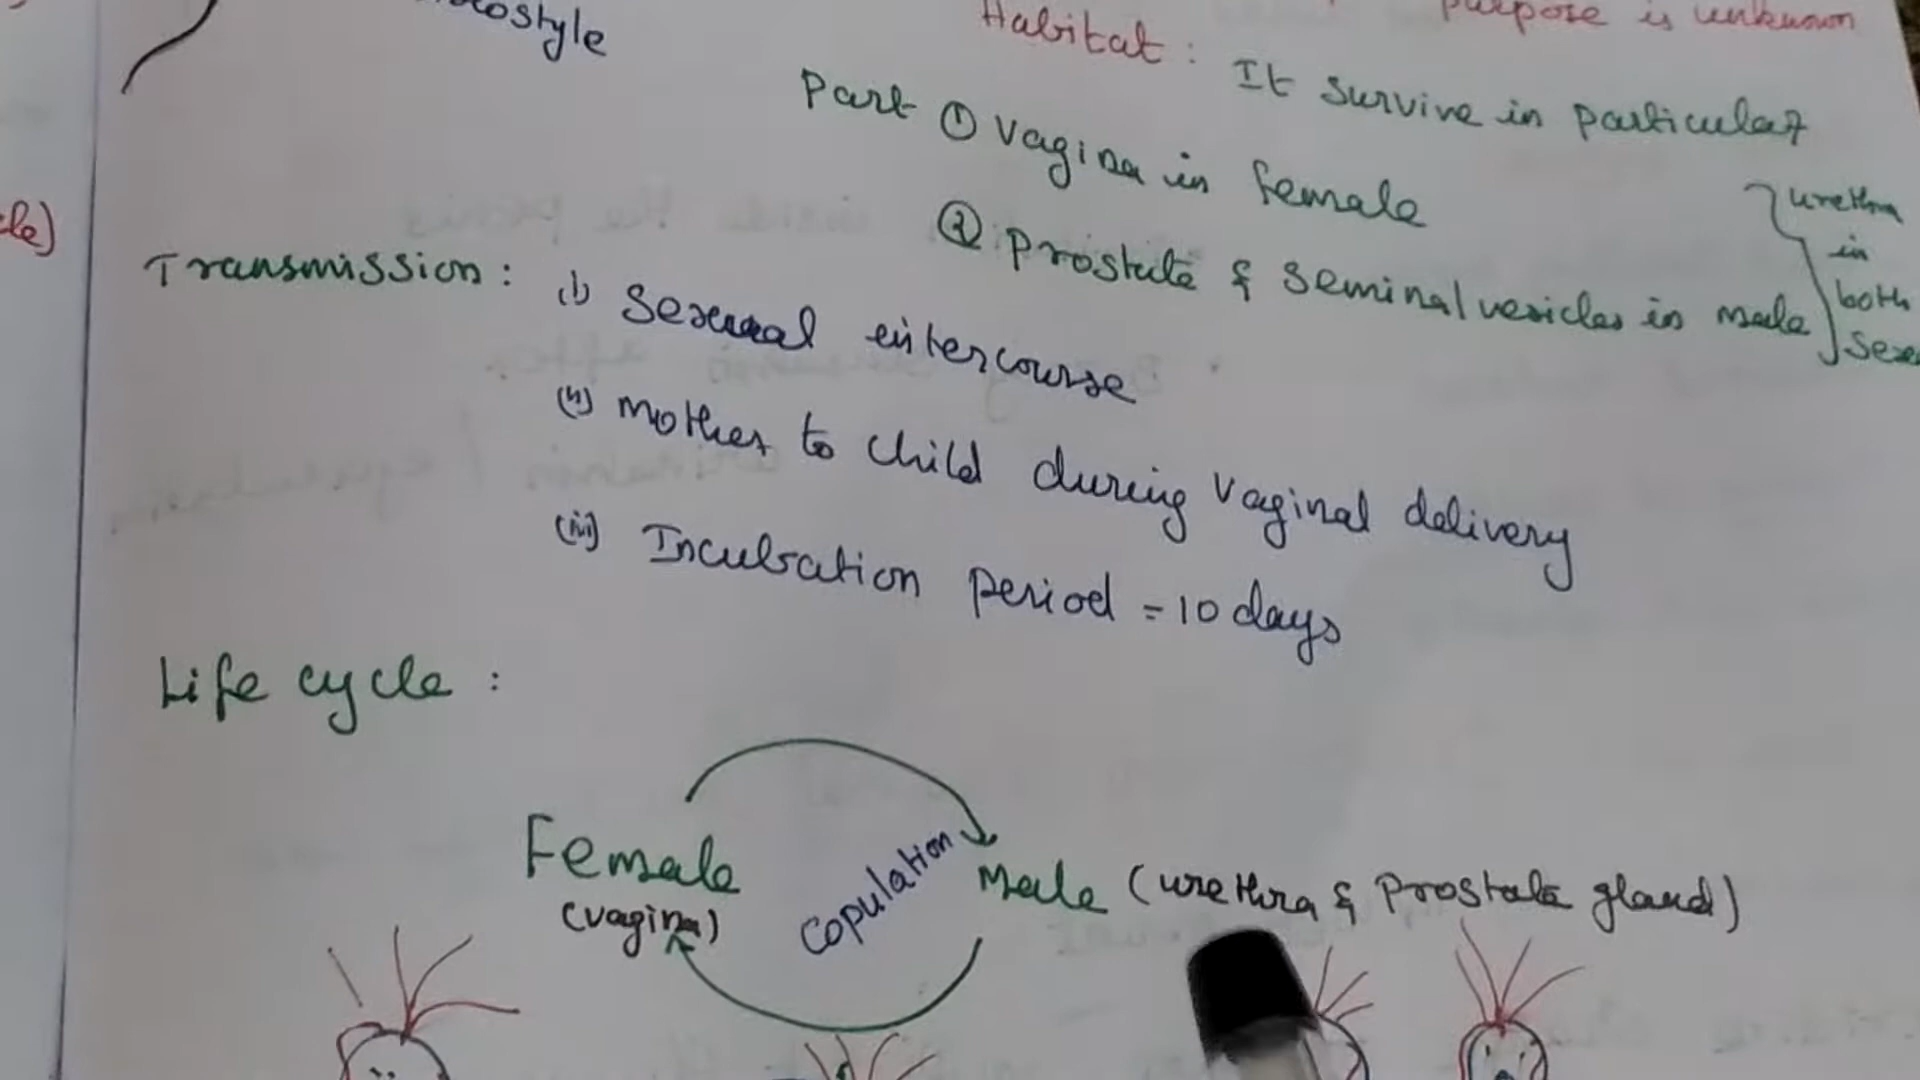 purpose is unknown
Habitat : It survive in particular
Part ① Vagina in female
② Prostate & Seminal vesicles in male
urethra
in
both
Transmission : (i) Sexual intercourse
(ii) Mother to child during vaginal delivery
(iii) Incubation period = 10 days
Life cycle :
Female
(vagina)
Copulation
Male (urethra & Prostate gland)